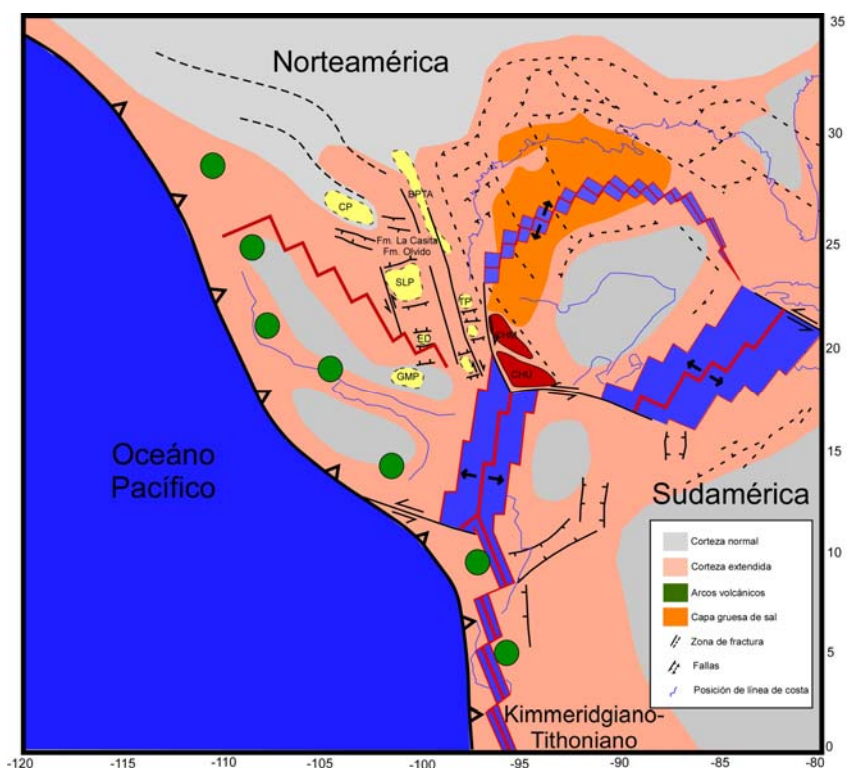 Norteamérica
BPTA
CP
Fm. La Casita
Fm. Olvido
SLP
TP
ED
GMP
CHU
Oceáno
Pacífico
Sudamérica
Corteza normal
Corteza extendida
Arcos volcánicos
Capa gruesa de sal
Zona de fractura
Fallas
Posición de línea de costa
Kimmeridgiano-
Tithoniano
35
30
25
20
15
10
5
0
-120
-115
-110
-105
-100
-95
-90
-85
-80